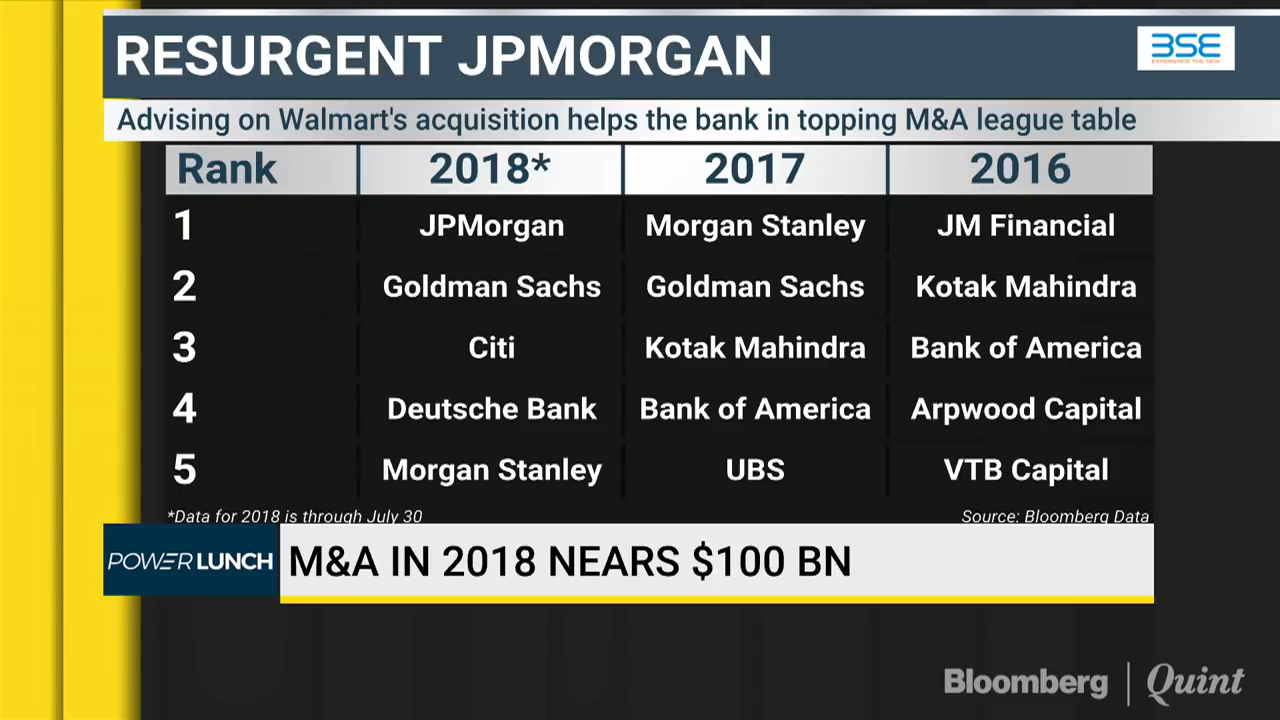 RESURGENT JPMORGAN
BSE
EXPERIENCE THE NEW
Advising on Walmart's acquisition helps the bank in topping M&A league table
Rank 2018* 2017 2016
1 JPMorgan Morgan Stanley JM Financial
2 Goldman Sachs Goldman Sachs Kotak Mahindra
3 Citi Kotak Mahindra Bank of America
4 Deutsche Bank Bank of America Arpwood Capital
5 Morgan Stanley UBS VTB Capital
*Data for 2018 is through July 30 Source: Bloomberg Data
POWER LUNCH M&A IN 2018 NEARS $100 BN
Bloomberg | Quint